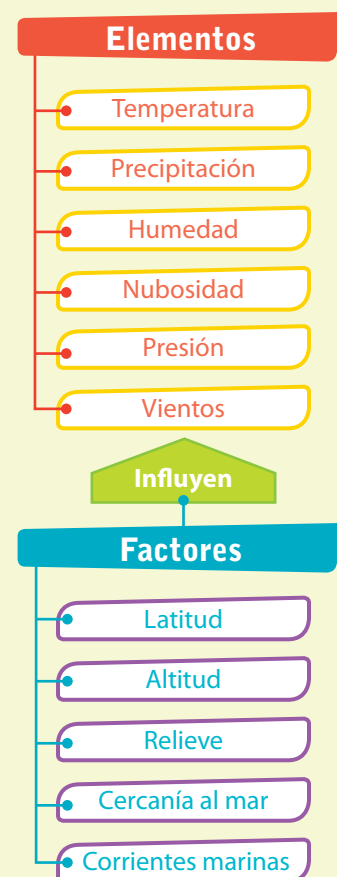 Elementos
Temperatura
Precipitación
Humedad
Nubosidad
Presión
Vientos
Influyen
Factores
Latitud
Altitud
Relieve
Cercanía al mar
Corrientes marinas